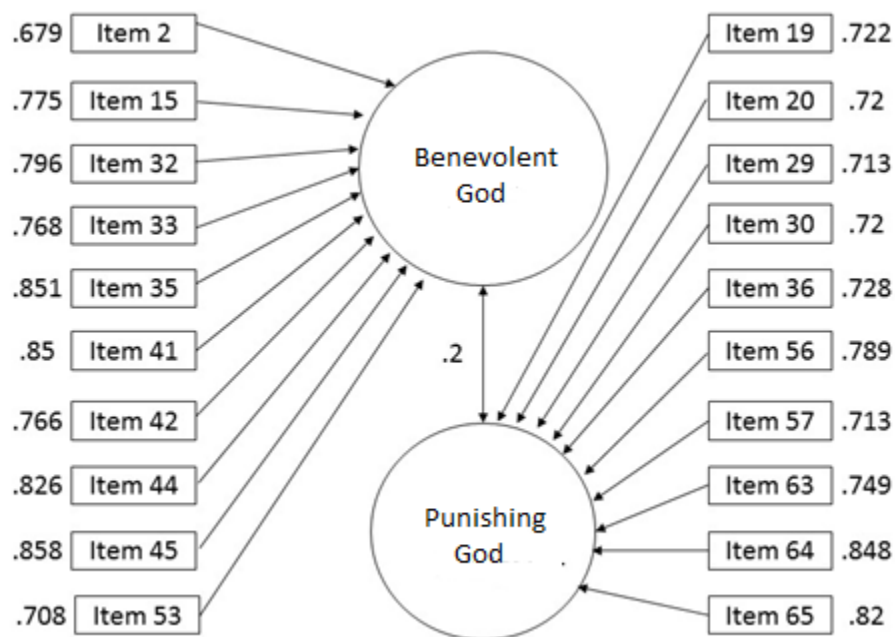 .679 Item 2
.775 Item 15
.796 Item 32
.768 Item 33
.851 Item 35
.85 Item 41
.766 Item 42
.826 Item 44
.858 Item 45
.708 Item 53
Benevolent
God
.2
Punishing
God
.
Item 19 .722
Item 20 .72
Item 29 .713
Item 30 .72
Item 36 .728
Item 56 .789
Item 57 .713
Item 63 .749
Item 64 .848
Item 65 .82